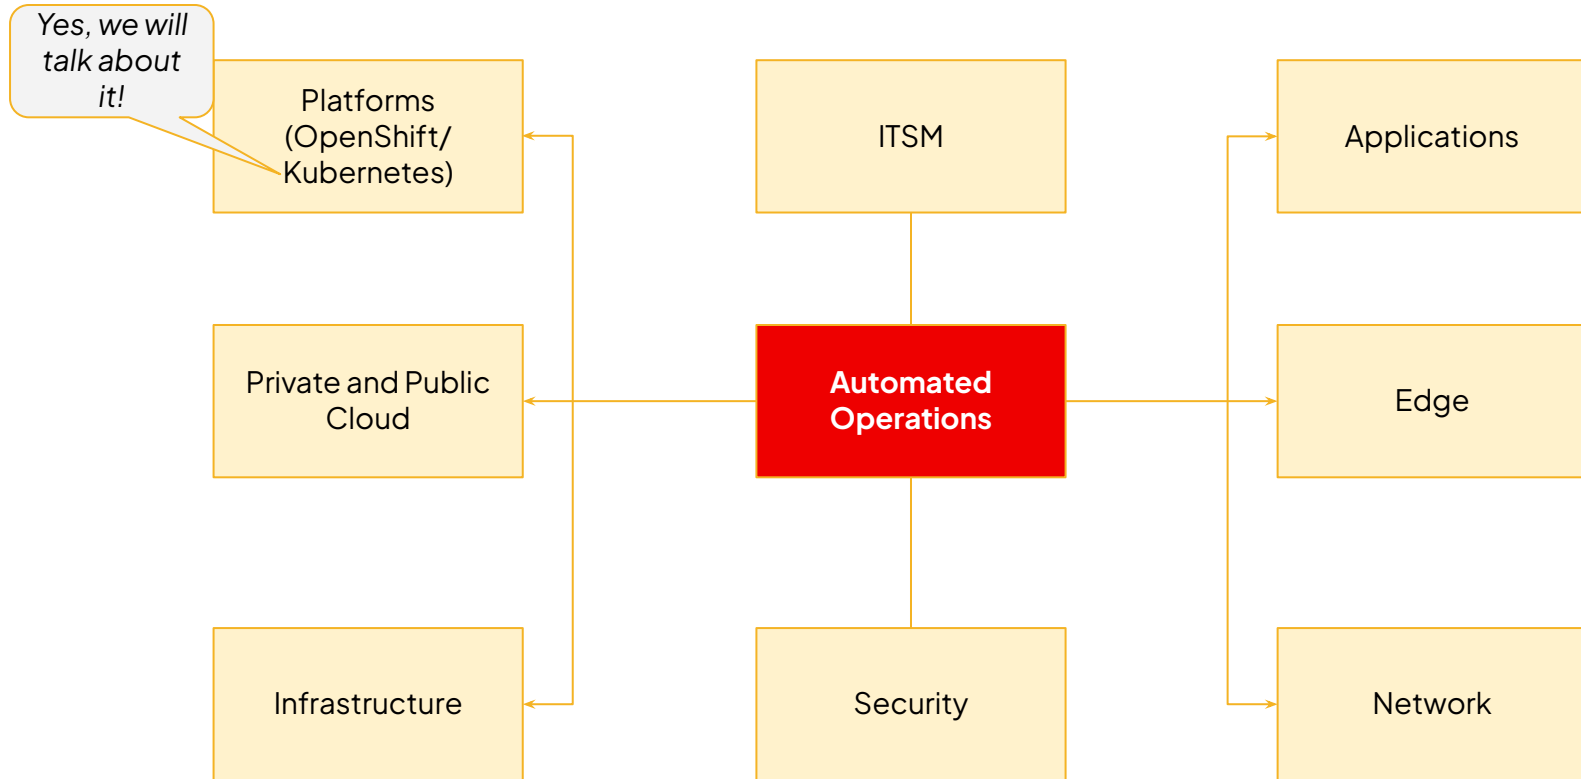 Yes, we will
talk about
it!
Platforms
(OpenShift/
Kubernetes)
ITSM
Applications
Private and Public
Cloud
Automated
Operations
Edge
Infrastructure
Security
Network